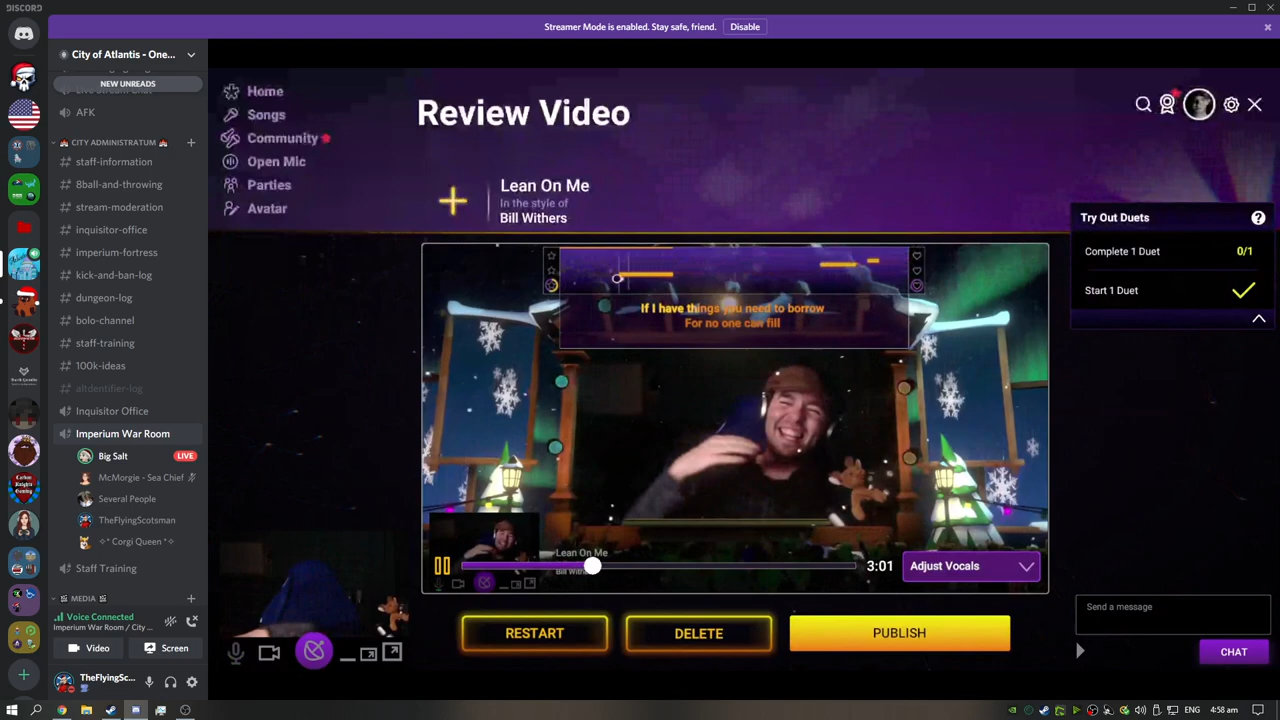 DISCORD
Streamer Mode is enabled. Stay safe, friend.
Disable
City of Atlantis - One...
NEW UNREADS
AFK
CITY ADMINISTRATUM
staff-information
8ball-and-throwing
stream-moderation
inquisitor-office
imperium-fortress
kick-and-ban-log
dungeon-log
bolo-channel
staff-training
100k-ideas
altdentifier-log
Inquisitor Office
Imperium War Room
Big Salt
LIVE
McMorgie - Sea Chief
Several People
TheFlyingScotsman
✧* Corgi Queen *✧
Staff Training
MEDIA
Voice Connected
Imperium War Room / City ...
Video
Screen
TheFlyingSc...
Home
Songs
Community
Open Mic
Parties
Avatar
Review Video
Lean On Me
In the style of
Bill Withers
Try Out Duets
?
Complete 1 Duet
0/1
Start 1 Duet
If I have things you need to borrow
For no one can fill
Lean On Me
3:01
Adjust Vocals
RESTART
DELETE
PUBLISH
Send a message
CHAT
ENG
4:58 am